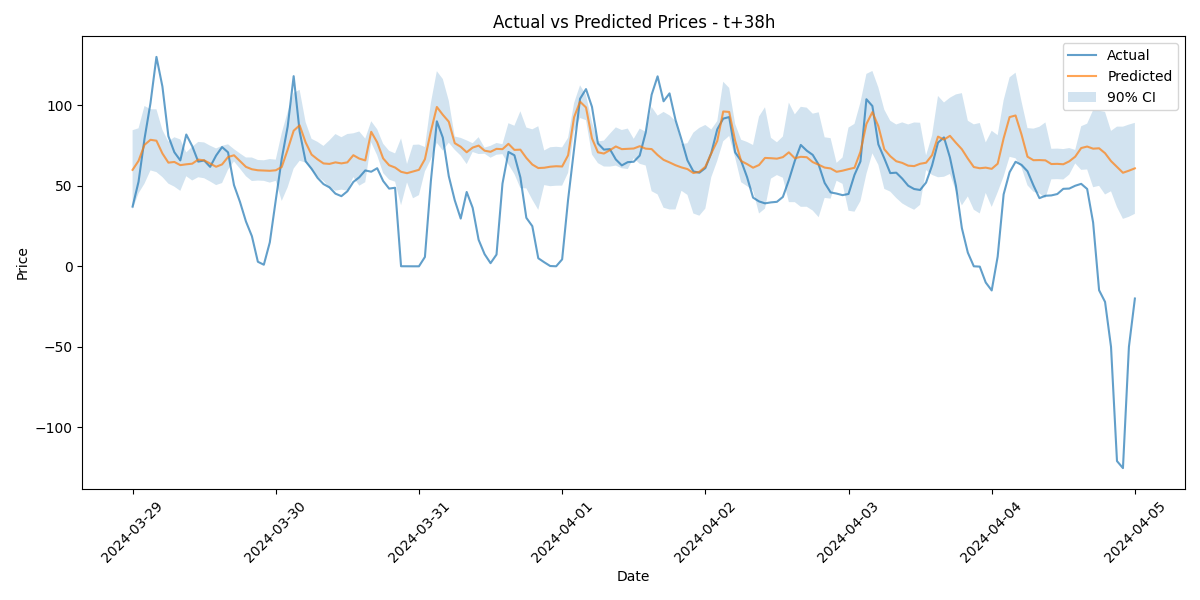 Actual vs Predicted Prices - t+38h
Actual
Predicted
90% CI
Price
100
50
0
−50
−100
2024-03-29
2024-03-30
2024-03-31
2024-04-01
2024-04-02
2024-04-03
2024-04-04
2024-04-05
Date